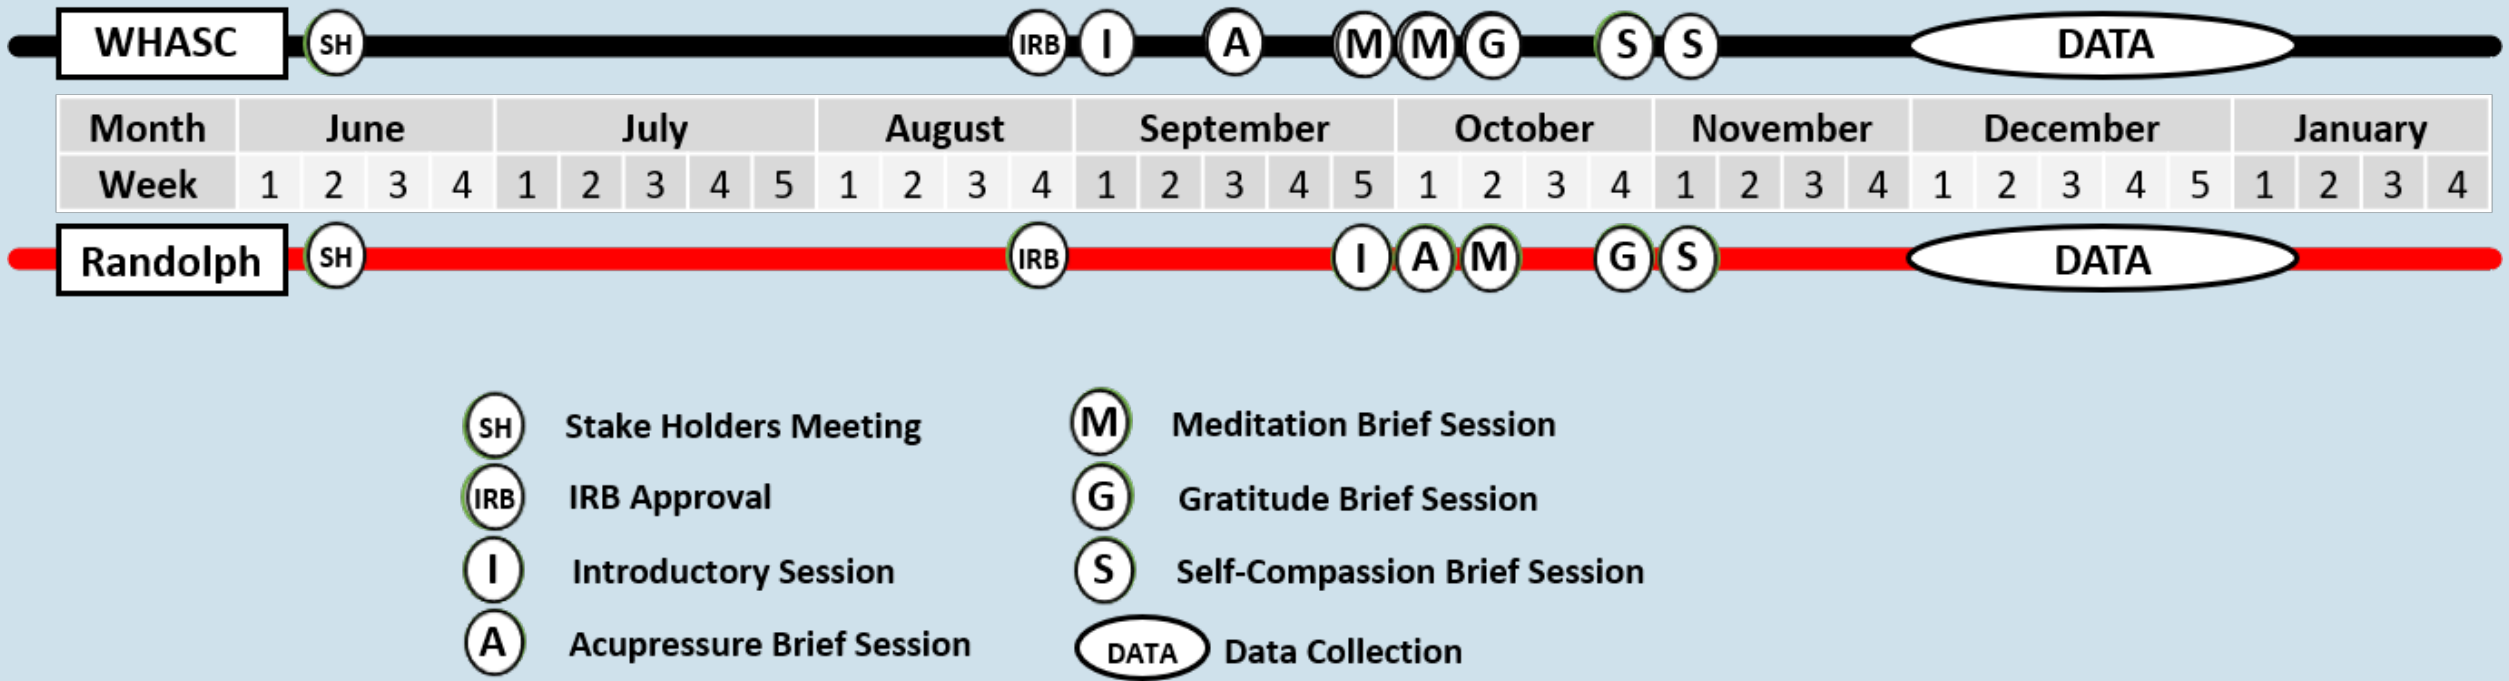 WHASC SH IRB I A M M G S S DATA
Month June July August September October November December January
Week 1 2 3 4 1 2 3 4 5 1 2 3 4 1 2 3 4 5 1 2 3 4 1 2 3 4 1 2 3 4 5 1 2 3 4
Randolph SH IRB I A M G S DATA
SH Stake Holders Meeting
IRB IRB Approval
I Introductory Session
A Acupressure Brief Session
M Meditation Brief Session
G Gratitude Brief Session
S Self-Compassion Brief Session
DATA Data Collection